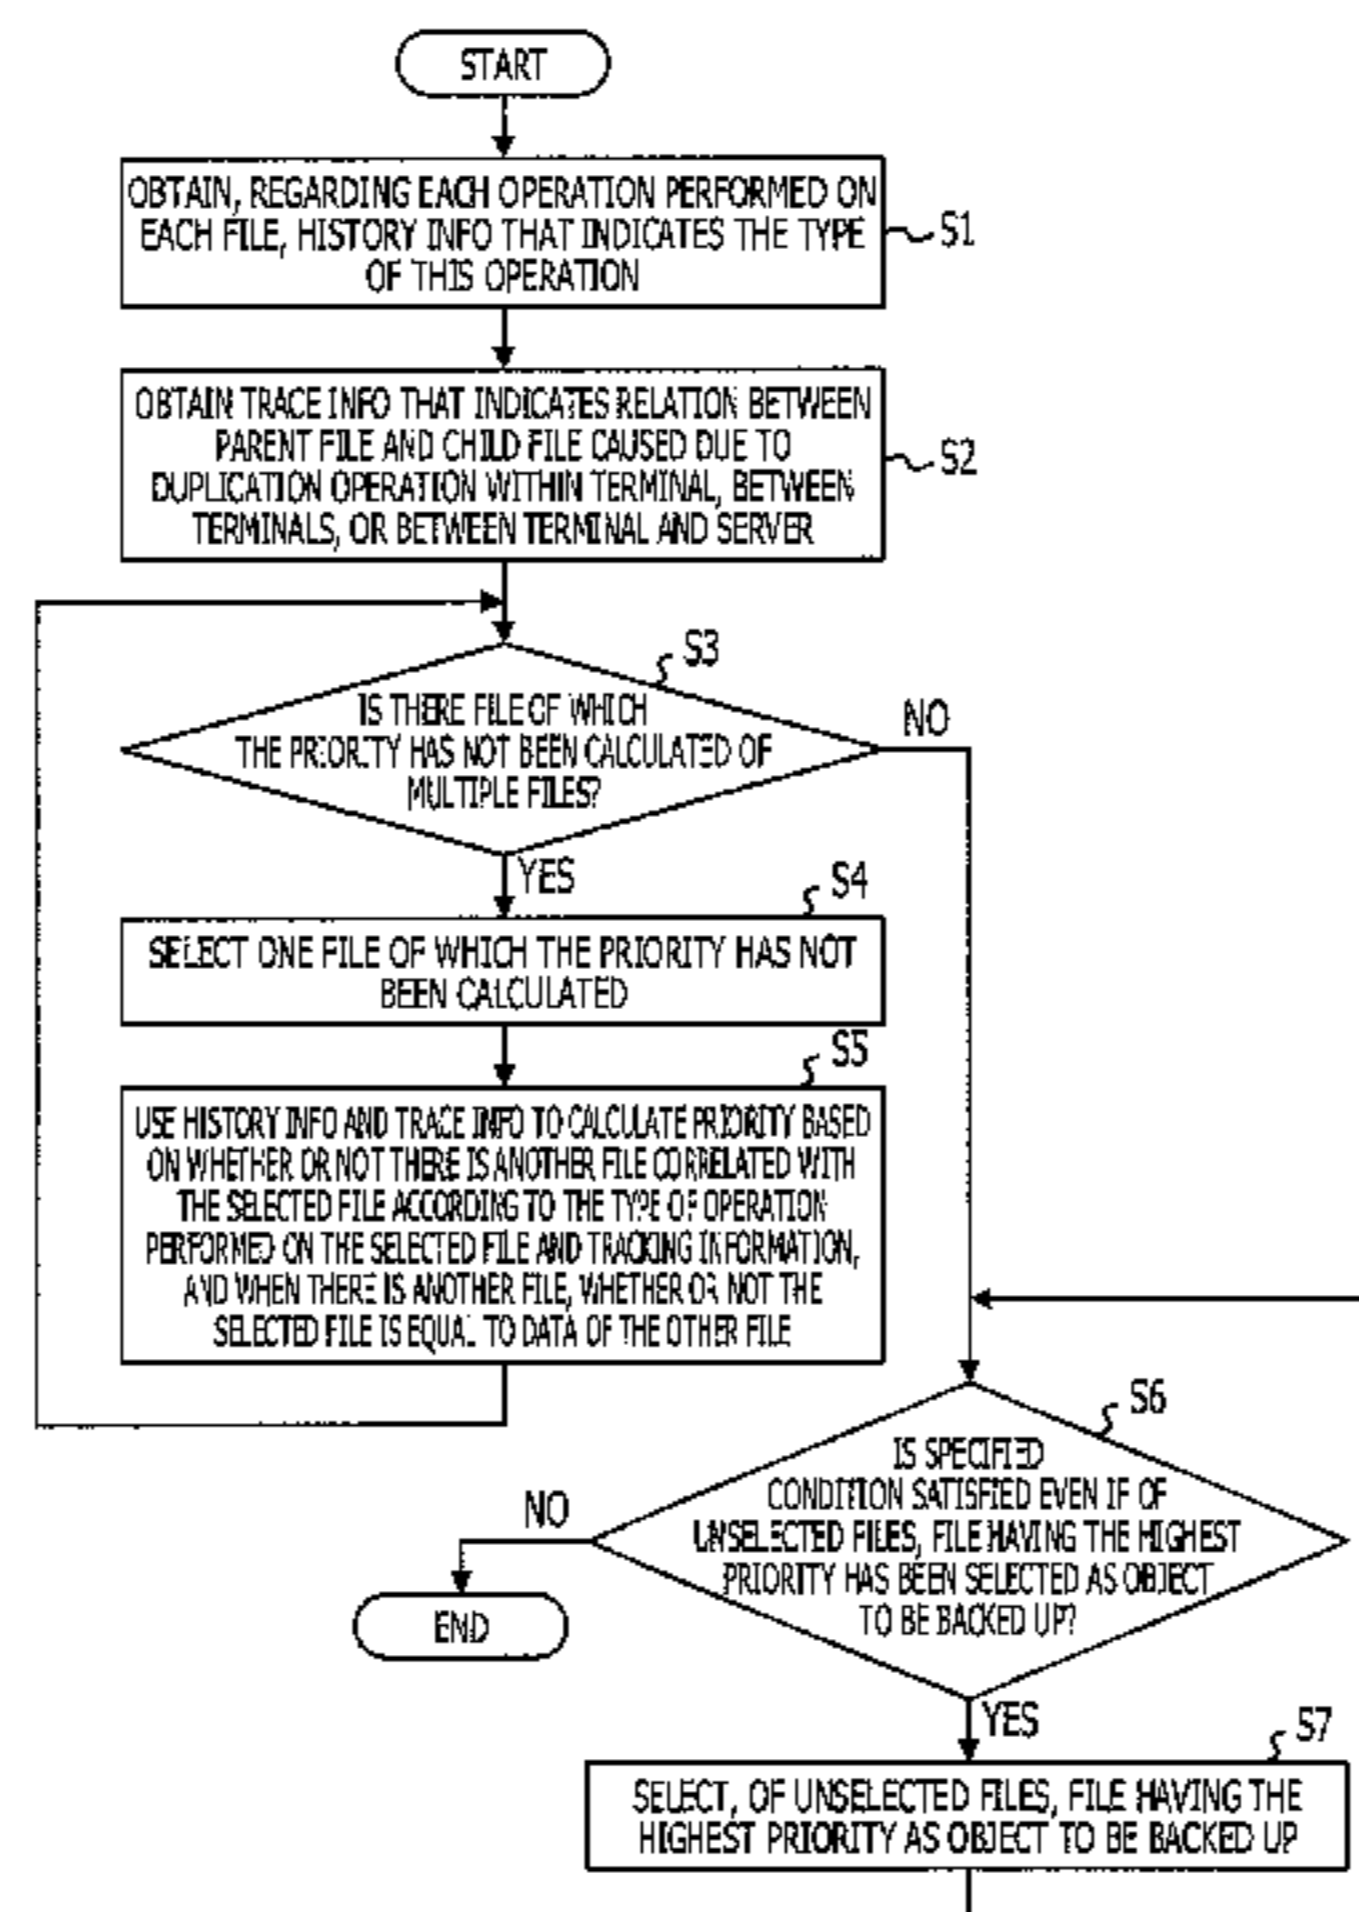 START
OBTAIN, REGARDING EACH OPERATION PERFORMED ON
EACH FILE, HISTORY INFO THAT INDICATES THE TYPE
OF THIS OPERATION
S1
OBTAIN TRACE INFO THAT INDICATES RELATION BETWEEN
PARENT FILE AND CHILD FILE CAUSED DUE TO
DUPLICATION OPERATION WITHIN TERMINAL, BETWEEN
TERMINALS, OR BETWEEN TERMINAL AND SERVER
S2
S3
IS THERE FILE OF WHICH
THE PRIORITY HAS NOT BEEN CALCULATED OF
MULTIPLE FILES?
NO
YES
S4
SELECT ONE FILE OF WHICH THE PRIORITY HAS NOT
BEEN CALCULATED
S5
USE HISTORY INFO AND TRACE INFO TO CALCULATE PRIORITY BASED
ON WHETHER OR NOT THERE IS ANOTHER FILE CORRELATED WITH
THE SELECTED FILE ACCORDING TO THE TYPE OF OPERATION
PERFORMED ON THE SELECTED FILE AND TRACKING INFORMATION,
AND WHEN THERE IS ANOTHER FILE, WHETHER OR NOT THE
SELECTED FILE IS EQUAL TO DATA OF THE OTHER FILE
S6
IS SPECIFIED
CONDITION SATISFIED EVEN IF OF
UNSELECTED FILES, FILE HAVING THE HIGHEST
PRIORITY HAS BEEN SELECTED AS OBJECT
TO BE BACKED UP?
NO
END
YES
S7
SELECT, OF UNSELECTED FILES, FILE HAVING THE
HIGHEST PRIORITY AS OBJECT TO BE BACKED UP